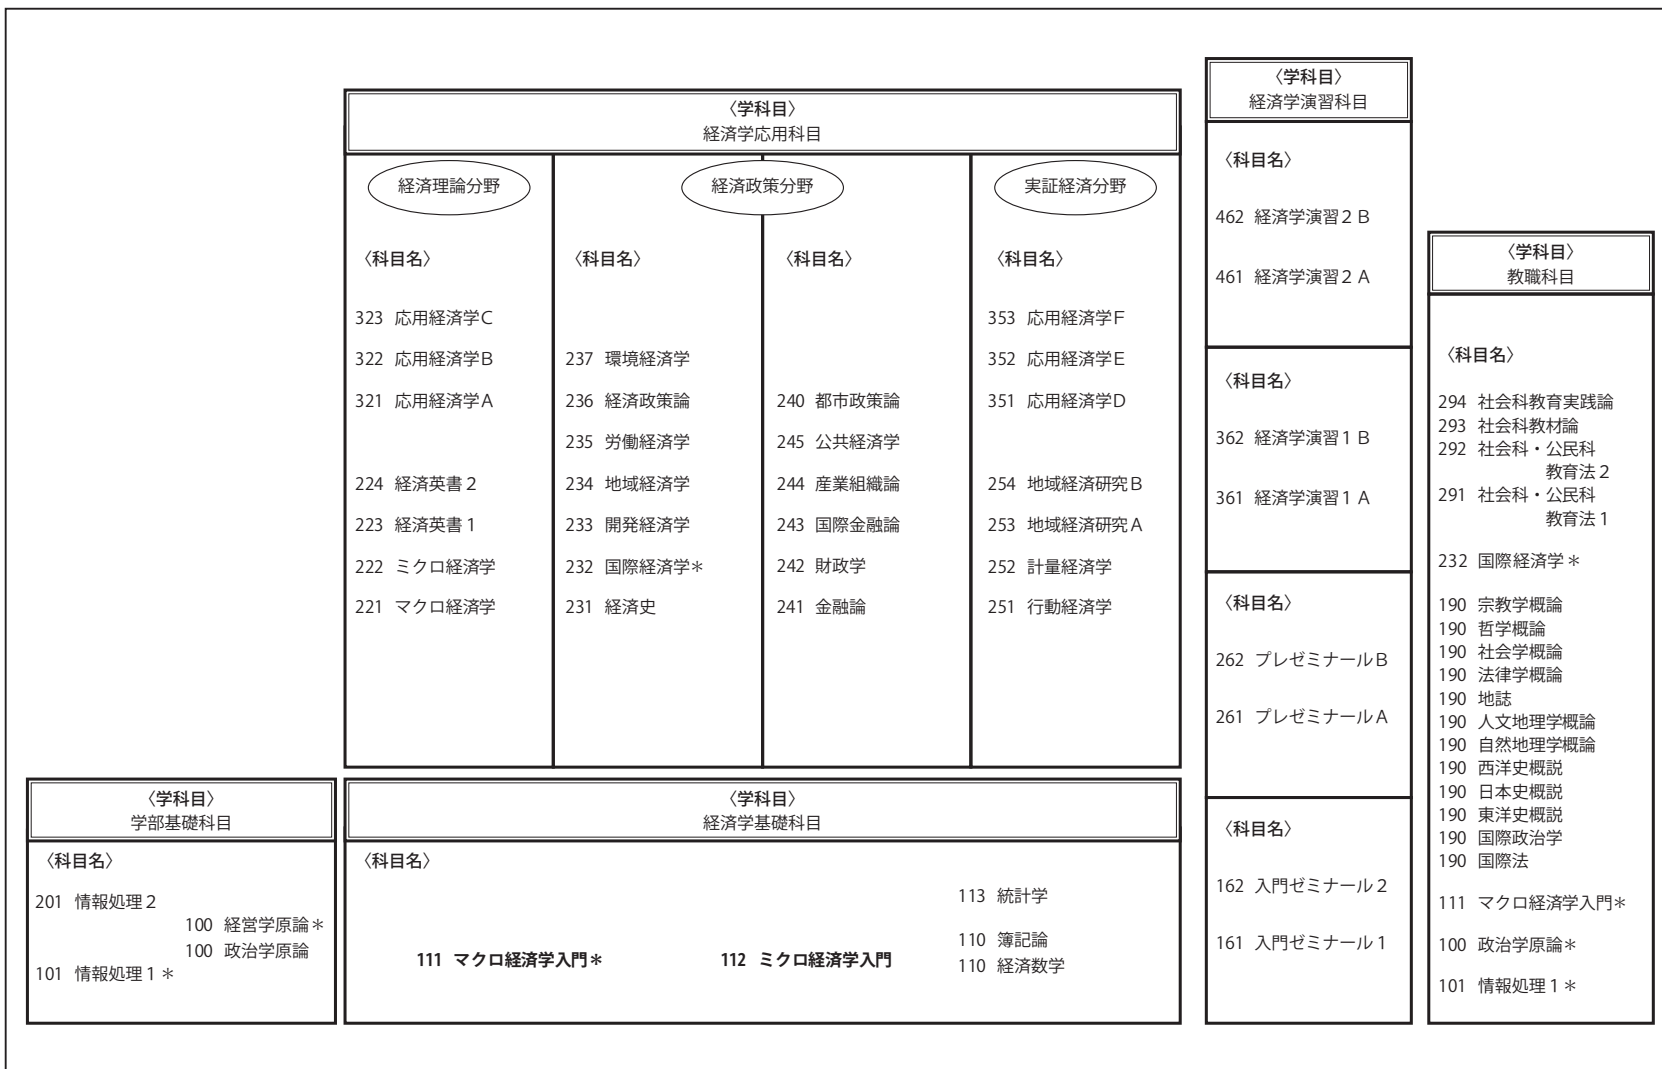 〈学科目〉
経済学応用科目
経済理論分野
〈科目名〉
323 応用経済学C
322 応用経済学B
321 応用経済学A
224 経済英書2
223 経済英書1
222 ミクロ経済学
221 マクロ経済学
経済政策分野
〈科目名〉
237 環境経済学
236 経済政策論
235 労働経済学
234 地域経済学
233 開発経済学
232 国際経済学＊
231 経済史
〈科目名〉
240 都市政策論
245 公共経済学
244 産業組織論
243 国際金融論
242 財政学
241 金融論
実証経済分野
〈科目名〉
353 応用経済学F
352 応用経済学E
351 応用経済学D
254 地域経済研究B
253 地域経済研究A
252 計量経済学
251 行動経済学
〈学科目〉
学部基礎科目
〈科目名〉
201 情報処理2
100 経営学原論＊
100 政治学原論
101 情報処理1＊
〈学科目〉
経済学基礎科目
〈科目名〉
111 マクロ経済学入門＊
112 ミクロ経済学入門
113 統計学
110 簿記論
110 経済数学
〈学科目〉
経済学演習科目
〈科目名〉
462 経済学演習2B
461 経済学演習2A
〈科目名〉
362 経済学演習1B
361 経済学演習1A
〈科目名〉
262 プレゼミナールB
261 プレゼミナールA
〈科目名〉
162 入門ゼミナール2
161 入門ゼミナール1
〈学科目〉
教職科目
〈科目名〉
294 社会科教育実践論
293 社会科教材論
292 社会科・公民科
教育法2
291 社会科・公民科
教育法1
232 国際経済学＊
190 宗教学概論
190 哲学概論
190 社会学概論
190 法律学概論
190 地誌
190 人文地理学概論
190 自然地理学概論
190 西洋史概説
190 日本史概説
190 東洋史概説
190 国際政治学
190 国際法
111 マクロ経済学入門＊
100 政治学原論＊
101 情報処理1＊